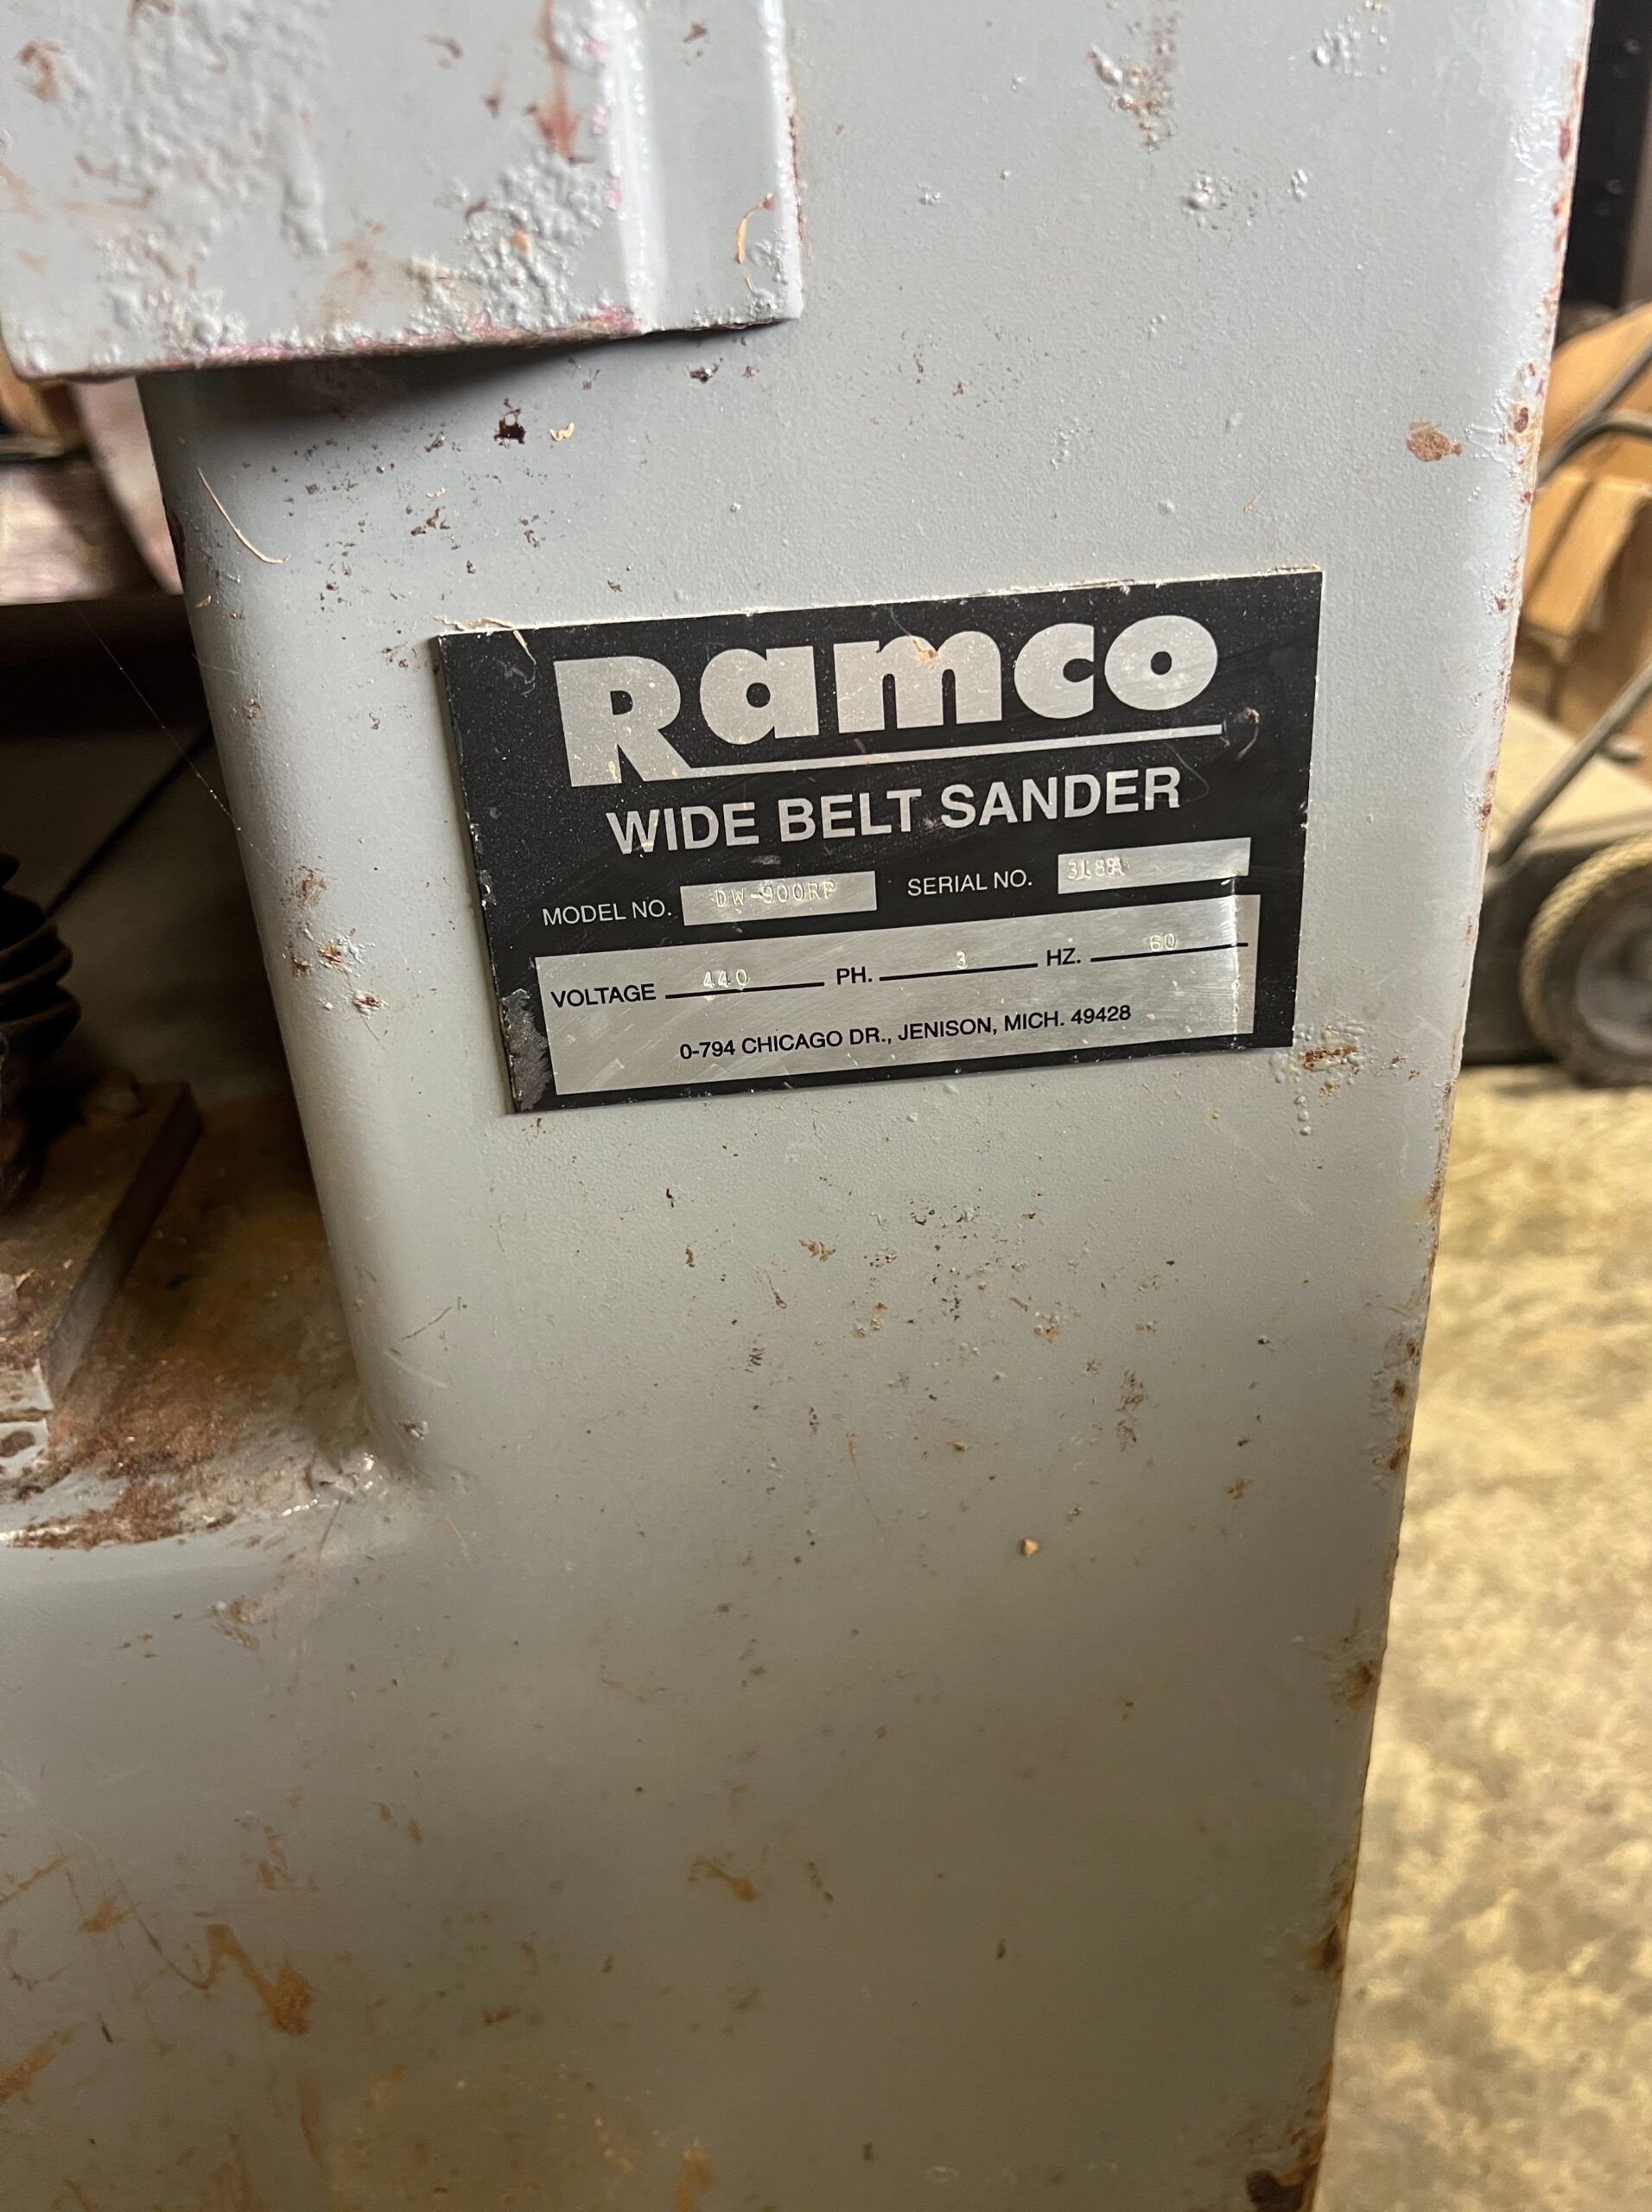 Ramco
WIDE BELT SANDER
MODEL NO. DW-900RP SERIAL NO.
VOLTAGE 440 PH. 3 HZ. 60
0-794 CHICAGO DR., JENISON, MICH. 49428